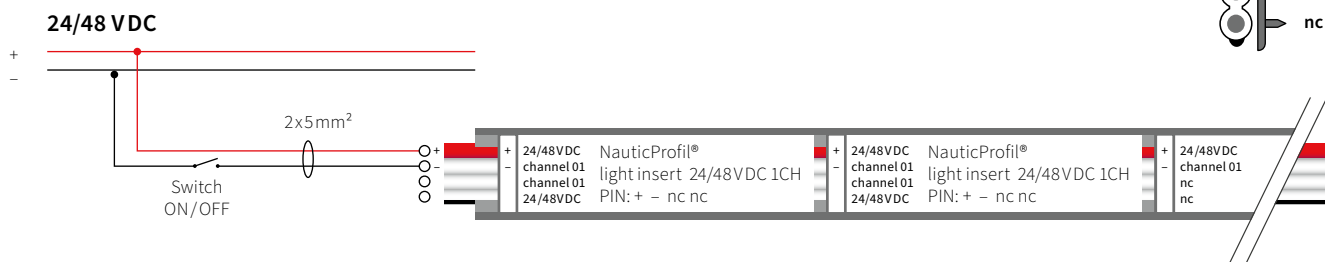 24/48 VDC
nc
+
–
2x5mm²
Switch
ON/OFF
+
–
+
–
24/48VDC
channel 01
channel 01
24/48VDC
NauticProfil®
light insert 24/48VDC 1CH
PIN: + – nc nc
+
–
24/48VDC
channel 01
channel 01
24/48VDC
NauticProfil®
light insert 24/48VDC 1CH
PIN: + – nc nc
+
–
24/48VDC
channel 01
nc
nc